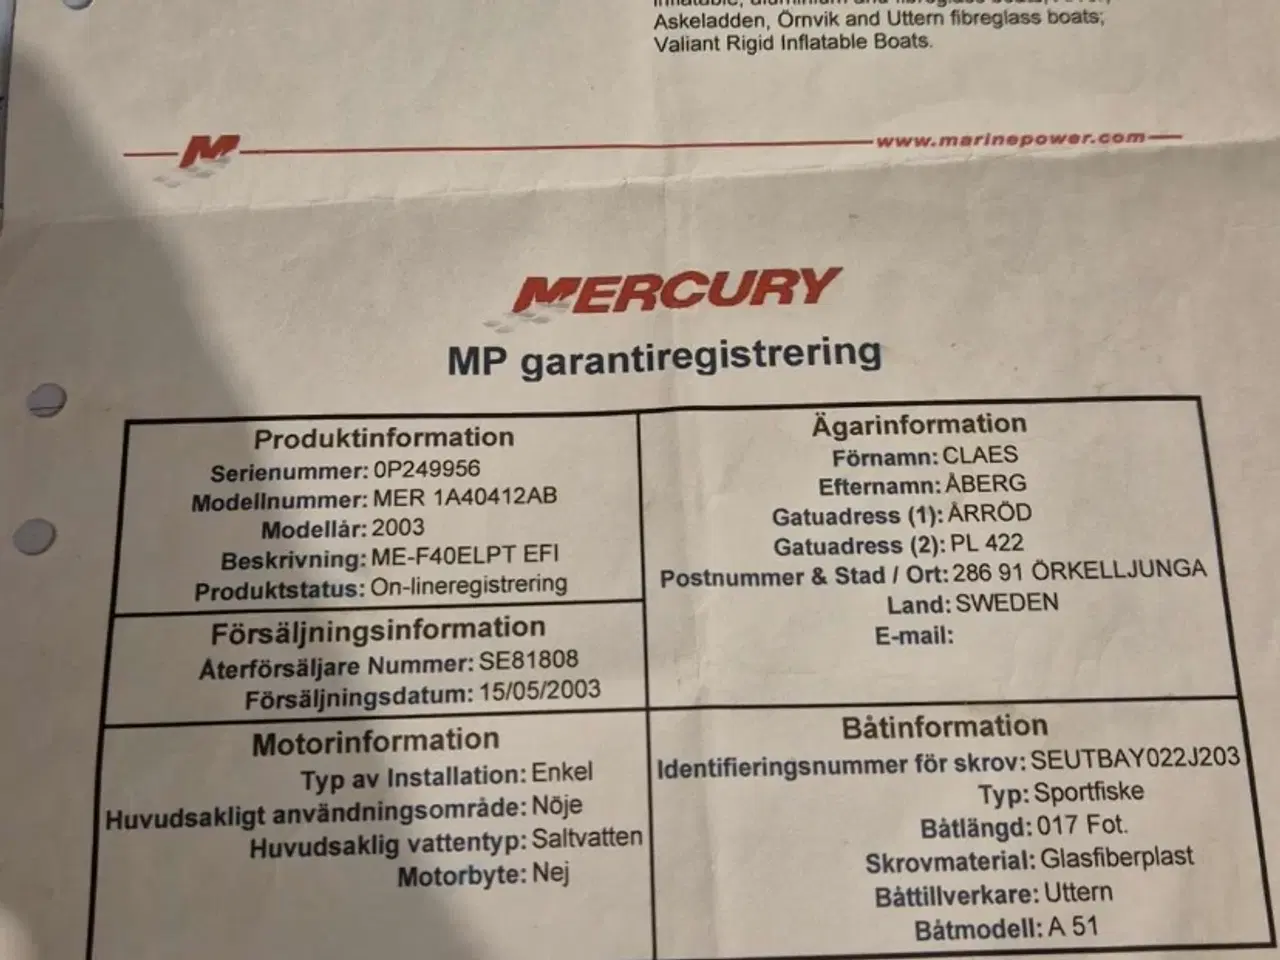 Askeladden, Örnvik and Uttern fibreglass boats;
Valiant Rigid Inflatable Boats.
M
www.marinepower.com
MERCURY
MP garantiregistrering
Produktinformation
Serienummer: 0P249956
Modellnummer: MER 1A40412AB
Modellår: 2003
Beskrivning: ME-F40ELPT EFI
Produktstatus: On-lineregistrering
Försäljningsinformation
Återförsäljare Nummer: SE81808
Försäljningsdatum: 15/05/2003
Motorinformation
Typ av Installation: Enkel
Huvudsakligt användningsområde: Nöje
Huvudsaklig vattentyp: Saltvatten
Motorbyte: Nej
Ägarinformation
Förnamn: CLAES
Efternamn: ÅBERG
Gatuadress (1): ÅRRÖD
Gatuadress (2): PL 422
Postnummer & Stad / Ort: 286 91 ÖRKELLJUNGA
Land: SWEDEN
E-mail:
Båtinformation
Identifieringsnummer för skrov: SEUTBAY022J203
Typ: Sportfiske
Båtlängd: 017 Fot.
Skrovmaterial: Glasfiberplast
Båttillverkare: Uttern
Båtmodell: A 51